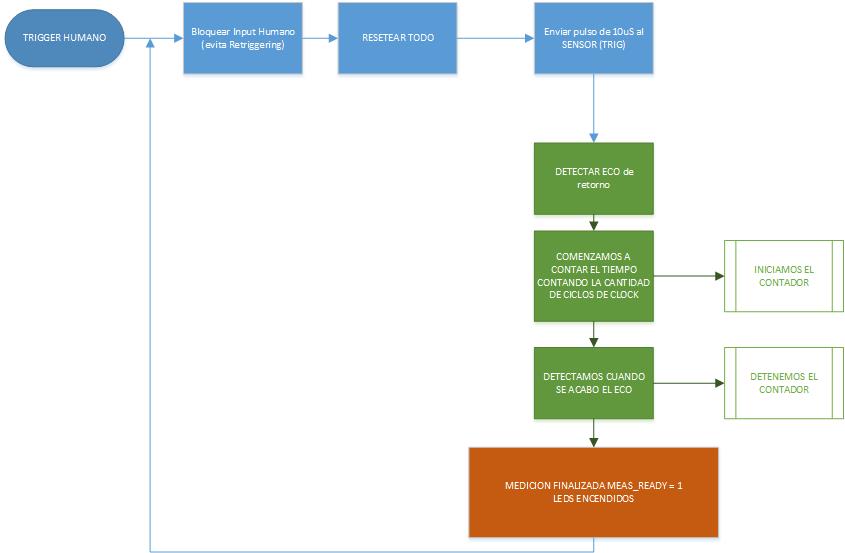 TRIGGER HUMANO
Bloquear Input Humano
(evita Retriggering)
RESETEAR TODO
Enviar pulso de 10uS al
SENSOR (TRIG)
DETECTAR ECO de
retorno
COMENZAMOS A
CONTAR EL TIEMPO
CONTANDO LA CANTIDAD
DE CICLOS DE CLOCK
INICIAMOS EL
CONTADOR
DETECTAMOS CUANDO
SE ACABO EL ECO
DETENEMOS EL
CONTADOR
MEDICION FINALIZADA MEAS_READY = 1
LEDS ENCENDIDOS